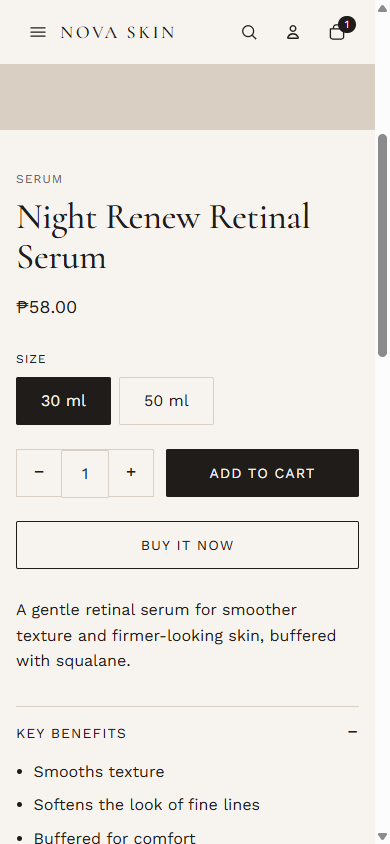 NOVA SKIN
1
SERUM
Night Renew Retinal
Serum
₱58.00
SIZE
30 ml
50 ml
− 1 +
ADD TO CART
BUY IT NOW
A gentle retinal serum for smoother
texture and firmer-looking skin, buffered
with squalane.
KEY BENEFITS −
• Smooths texture
• Softens the look of fine lines
• Buffered for comfort